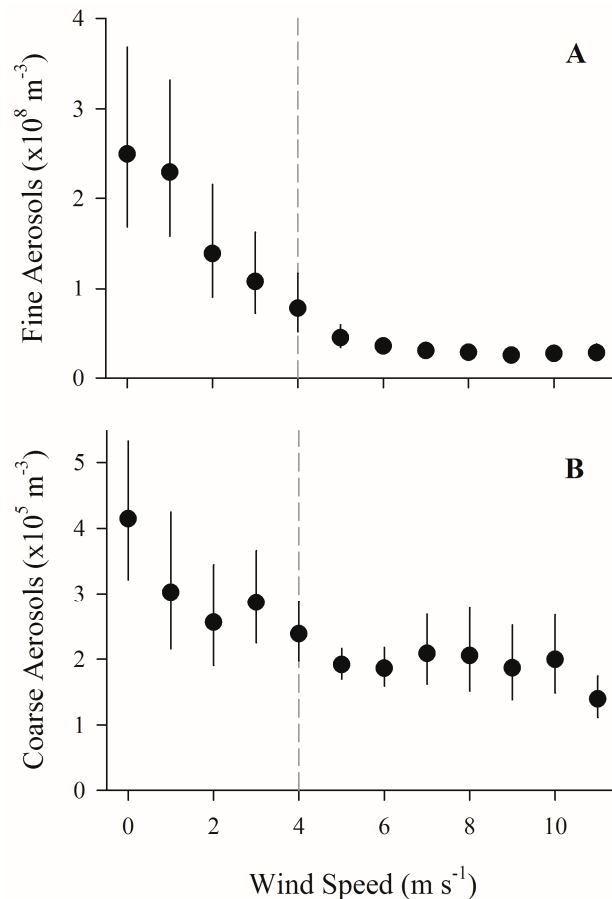 4
3
2
1
0
Fine Aerosols (x10⁸ m⁻³)
A
5
4
3
2
1
0
Coarse Aerosols (x10⁵ m⁻³)
B
0 2 4 6 8 10
Wind Speed (m s⁻¹)